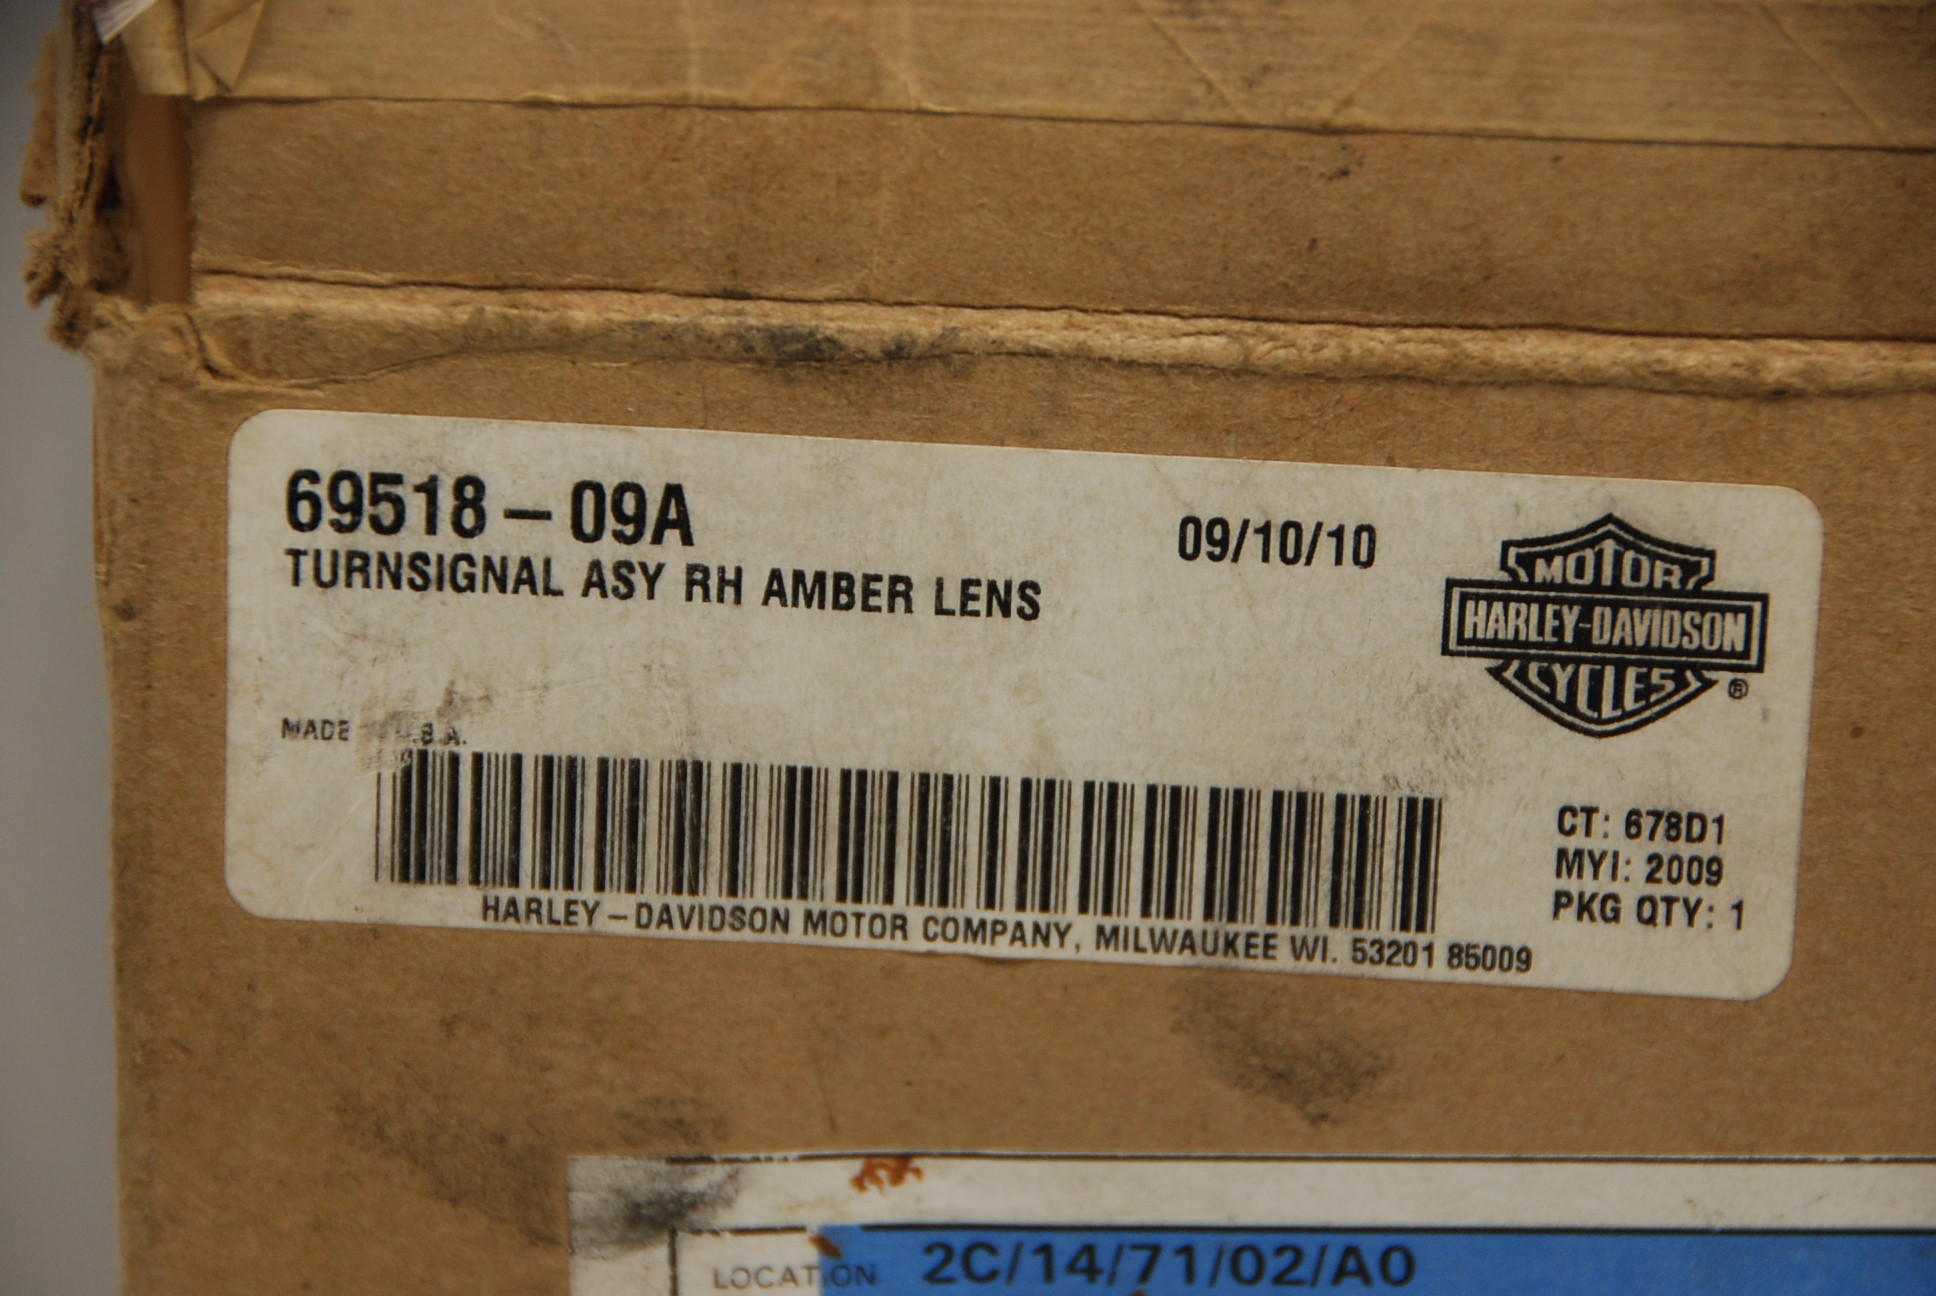 69518-09A
09/10/10
TURNSIGNAL ASY RH AMBER LENS
MOTOR
HARLEY-DAVIDSON
CYCLES
®
MADE
CT: 678D1
MYI: 2009
PKG QTY: 1
HARLEY-DAVIDSON MOTOR COMPANY, MILWAUKEE WI. 53201 85009
LOCATION 2C/14/71/02/A0